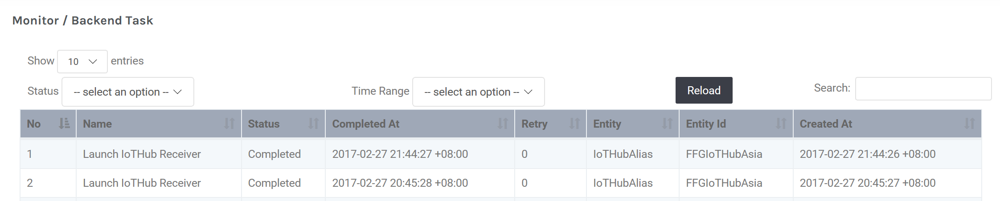 Monitor / Backend Task
Show 10 entries
Status -- select an option -- Time Range -- select an option -- Reload Search:
No Name Status Completed At Retry Entity Entity Id Created At
1 Launch IoTHub Receiver Completed 2017-02-27 21:44:27 +08:00 0 IoTHubAlias FFGIoTHubAsia 2017-02-27 21:44:26 +08:00
2 Launch IoTHub Receiver Completed 2017-02-27 20:45:28 +08:00 0 IoTHubAlias FFGIoTHubAsia 2017-02-27 20:45:27 +08:00